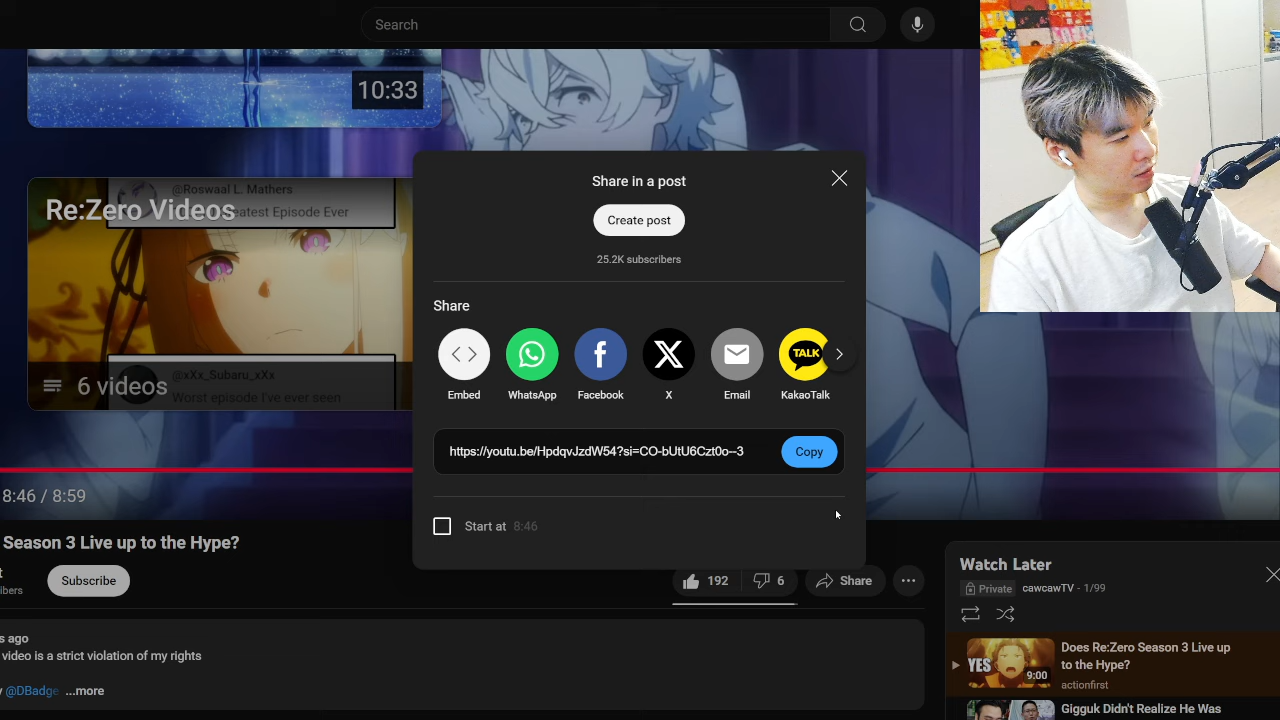 Search
10:33
@Roswaal L. Mathers
Re:Zero Videos
eatest Episode Ever
6 videos
@xXx_Subaru_xXx
Worst episode I've ever seen
Share in a post
Create post
25.2K subscribers
Share
TALK
Embed
WhatsApp
Facebook
X
Email
KakaoTalk
https://youtu.be/HpdqvJzdW54?si=CO-bUtU6Czt0o--3
Copy
Start at 8:46
8:46 / 8:59
Season 3 Live up to the Hype?
t
ibers
Subscribe
192
6
Share
s ago
video is a strict violation of my rights
y @DBadge ...more
Watch Later
Private cawcawTV - 1/99
YES
9:00
Does Re:Zero Season 3 Live up
to the Hype?
actionfirst
Gigguk Didn't Realize He Was